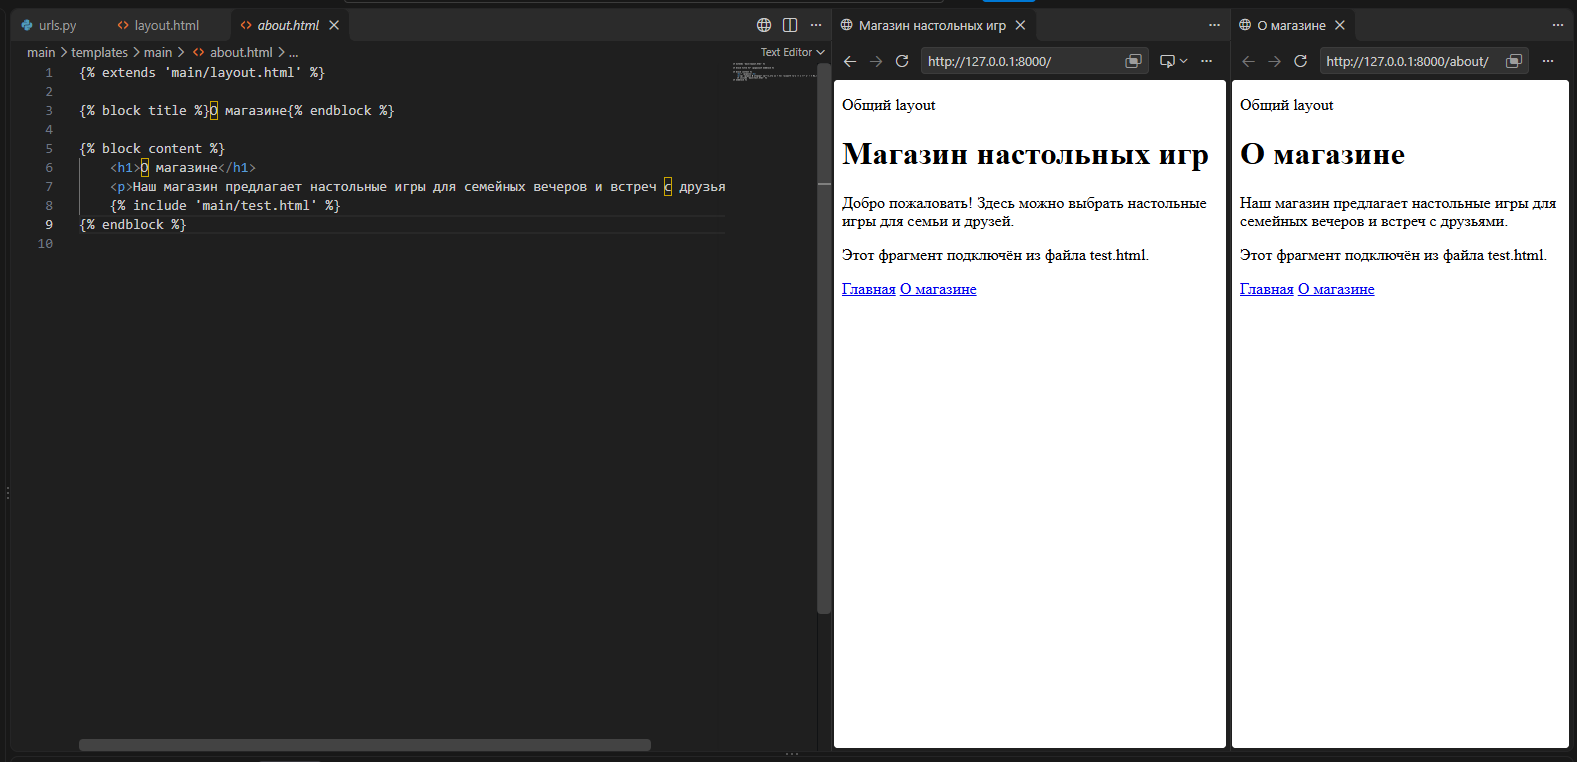 urls.py
layout.html
about.html
main > templates > main > about.html > ...
Text Editor
1 {% extends 'main/layout.html' %}
2
3 {% block title %}О магазине{% endblock %}
4
5 {% block content %}
6 <h1>О магазине</h1>
7 <p>Наш магазин предлагает настольные игры для семейных вечеров и встреч с друзья
8 {% include 'main/test.html' %}
9 {% endblock %}
10
Магазин настольных игр
http://127.0.0.1:8000/
Общий layout
Магазин настольных игр
Добро пожаловать! Здесь можно выбрать настольные
игры для семьи и друзей.
Этот фрагмент подключён из файла test.html.
Главная О магазине
О магазине
http://127.0.0.1:8000/about/
Общий layout
О магазине
Наш магазин предлагает настольные игры для
семейных вечеров и встреч с друзьями.
Этот фрагмент подключён из файла test.html.
Главная О магазине